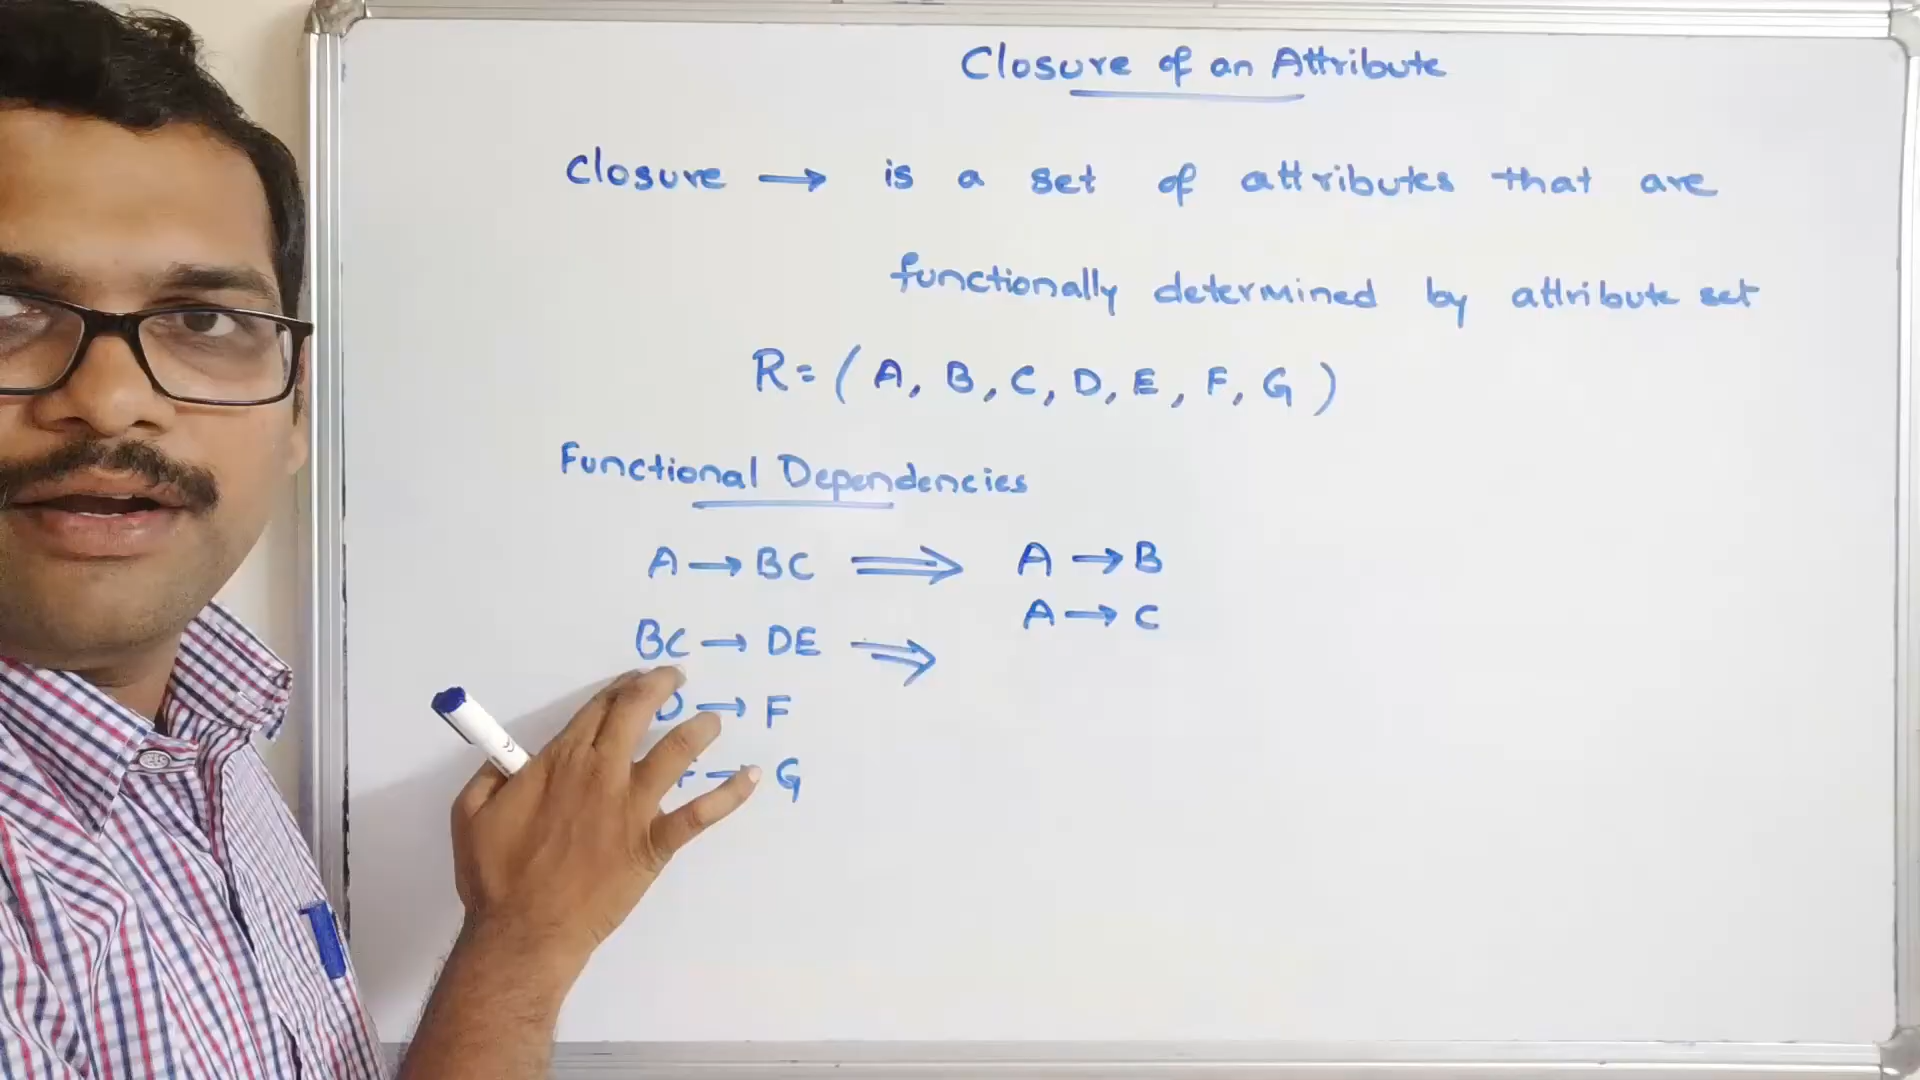 Closure of an Attribute
Closure → is a set of attributes that are
functionally determined by attribute set
R = ( A, B, C, D, E, F, G )
Functional Dependencies
A → BC ⟹ A → B
A → C
BC → DE ⟹
D → F
F → G